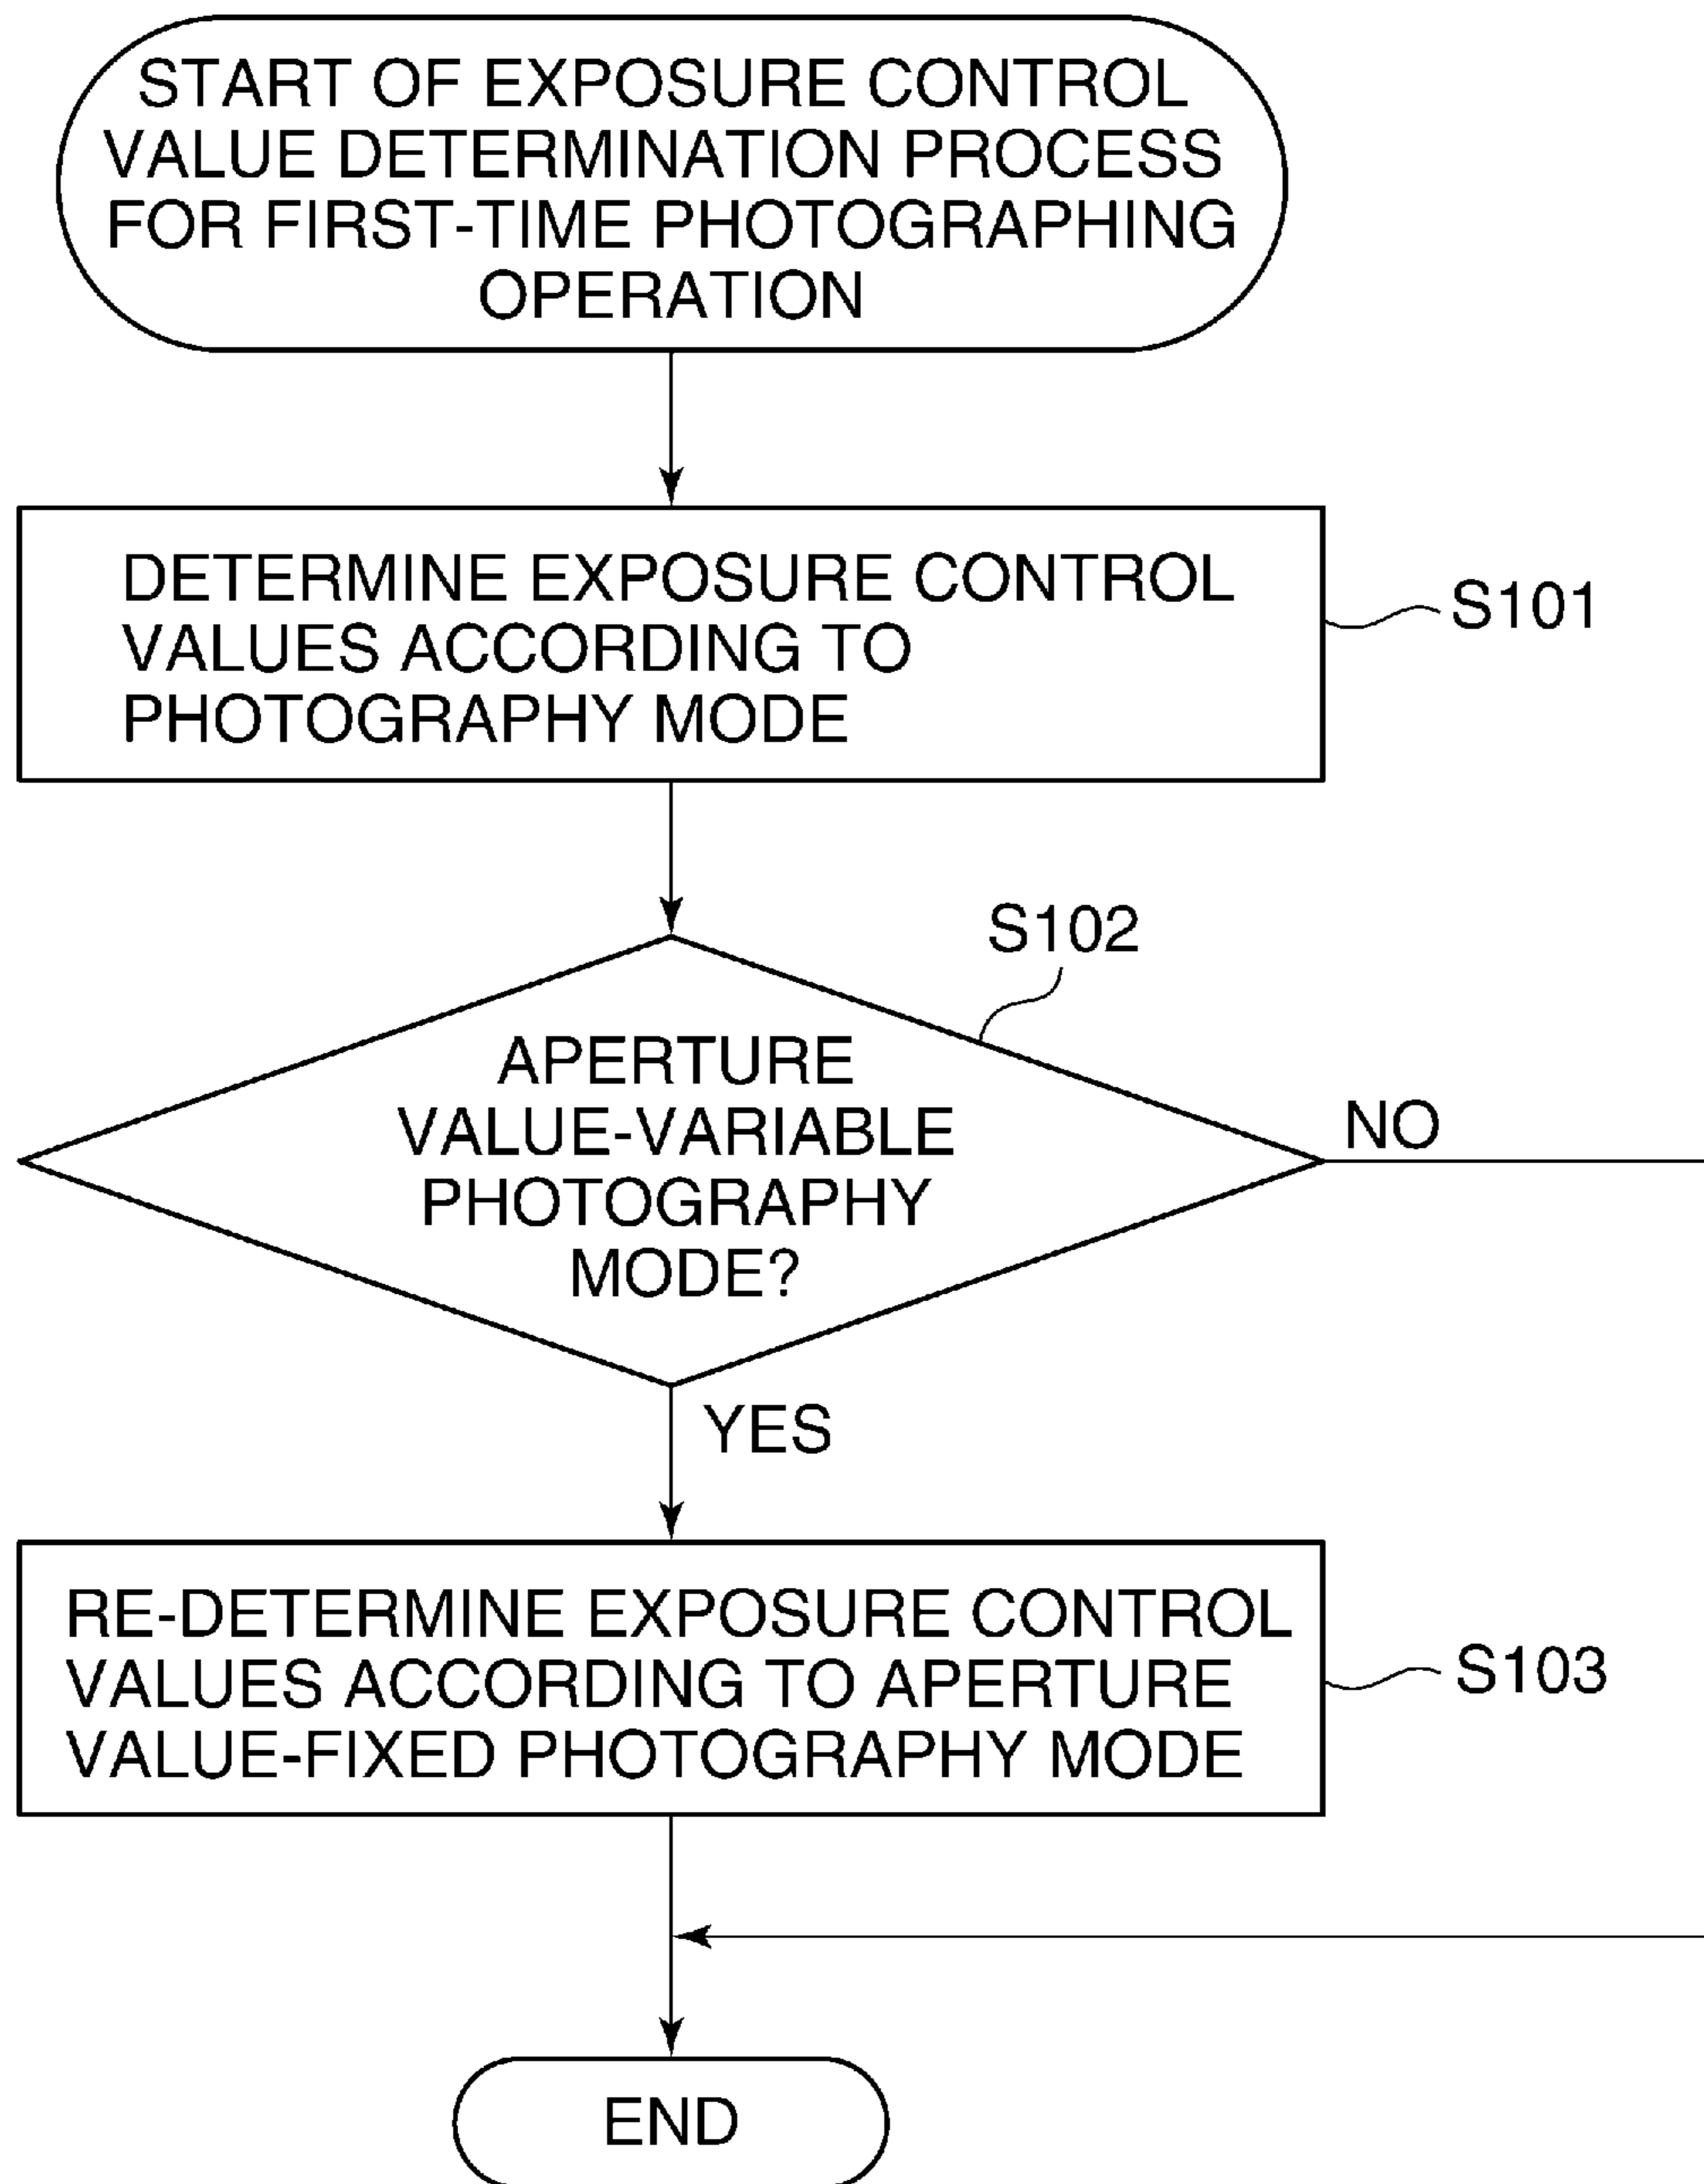 START OF EXPOSURE CONTROL
VALUE DETERMINATION PROCESS
FOR FIRST-TIME PHOTOGRAPHING
OPERATION
DETERMINE EXPOSURE CONTROL
VALUES ACCORDING TO
PHOTOGRAPHY MODE
S101
S102
APERTURE
VALUE-VARIABLE
PHOTOGRAPHY
MODE?
NO
YES
RE-DETERMINE EXPOSURE CONTROL
VALUES ACCORDING TO APERTURE
VALUE-FIXED PHOTOGRAPHY MODE
S103
END